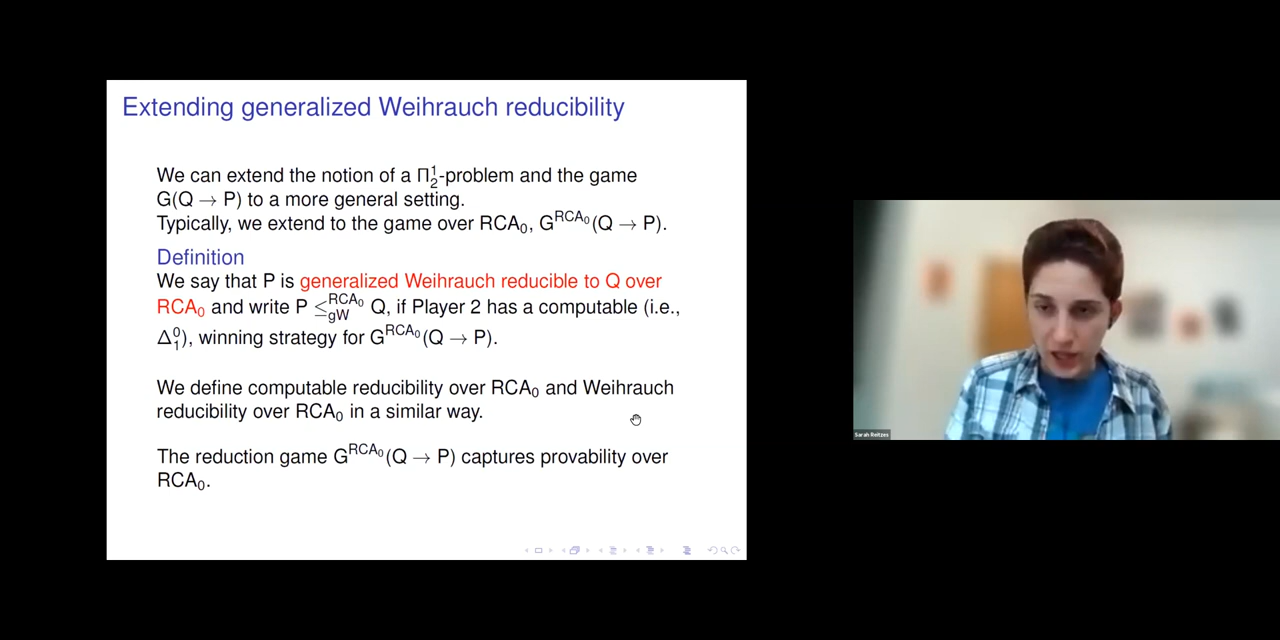 Extending generalized Weihrauch reducibility
We can extend the notion of a Π¹₂-problem and the game
G(Q → P) to a more general setting.
Typically, we extend to the game over RCA₀, G^RCA₀(Q → P).
Definition
We say that P is generalized Weihrauch reducible to Q over
RCA₀ and write P ≤^RCA₀_gW Q, if Player 2 has a computable (i.e.,
Δ⁰₁), winning strategy for G^RCA₀(Q → P).
We define computable reducibility over RCA₀ and Weihrauch
reducibility over RCA₀ in a similar way.
The reduction game G^RCA₀(Q → P) captures provability over
RCA₀.
Sarah Reitzes